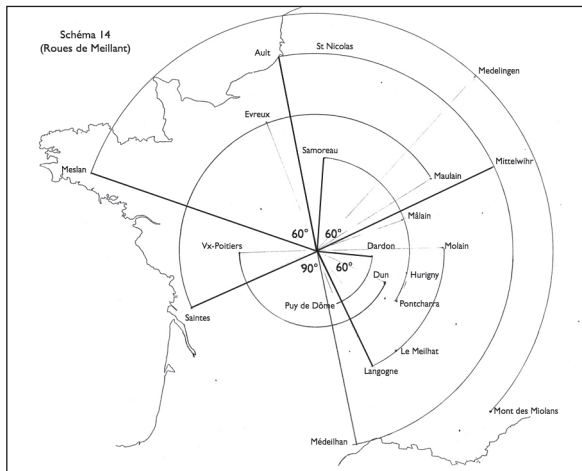 Schéma 14
(Roues de Meillant)
Ault
St Nicolas
Medelingen
Evreux
Samoreau
Meslan
Maulain
Mittelwihr
Mâlain
60°
60°
Vx-Poitiers
Dardon
Molain
90°
60°
Dun
Hurigny
Puy de Dôme
Pontcharra
Saintes
Le Meilhat
Langogne
Mont des Miolans
Médeilhan